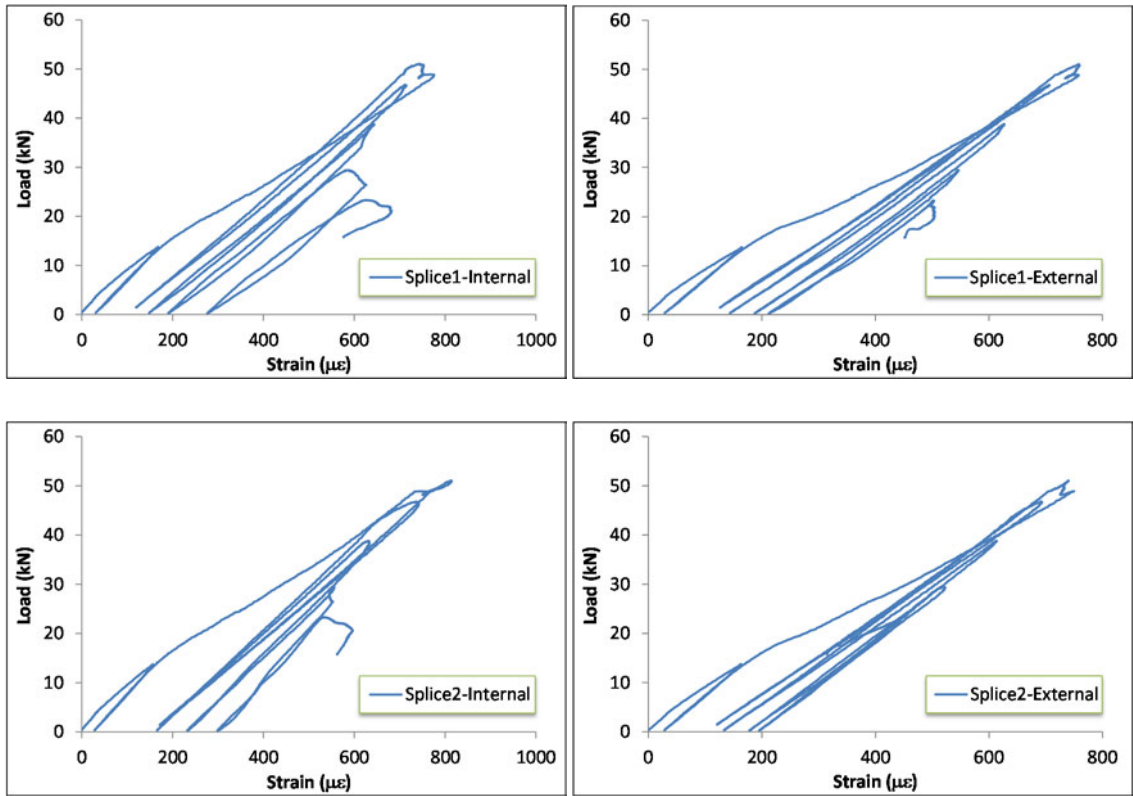 60
50
40
30
20
10
0
Load (kN)
0 200 400 600 800 1000
Strain (με)
Splice1-Internal
60
50
40
30
20
10
0
Load (kN)
0 200 400 600 800
Strain (με)
Splice1-External
60
50
40
30
20
10
0
Load (kN)
0 200 400 600 800 1000
Strain (με)
Splice2-Internal
60
50
40
30
20
10
0
Load (kN)
0 200 400 600 800
Strain (με)
Splice2-External